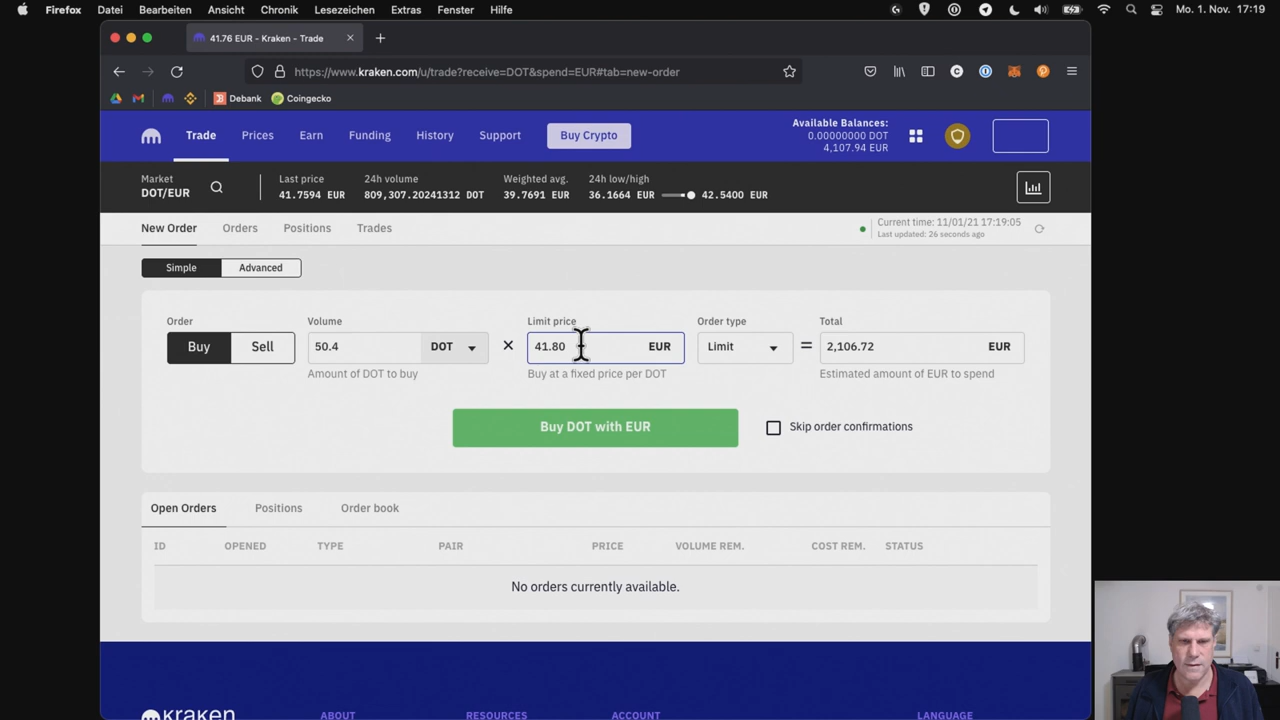 Firefox Datei Bearbeiten Ansicht Chronik Lesezeichen Extras Fenster Hilfe Mo. 1. Nov. 17:19
41.76 EUR - Kraken - Trade
https://www.kraken.com/u/trade?receive=DOT&spend=EUR#tab=new-order
Debank Coingecko
Trade Prices Earn Funding History Support Buy Crypto
Available Balances:
0.00000000 DOT
4,107.94 EUR
Market Last price 24h volume Weighted avg. 24h low/high
DOT/EUR 41.7594 EUR 809,307.20241312 DOT 39.7691 EUR 36.1664 EUR 42.5400 EUR
New Order Orders Positions Trades
Current time: 11/01/21 17:19:05
Last updated: 26 seconds ago
Simple Advanced
Order Volume Limit price Order type Total
Buy Sell 50.4 DOT × 41.80 EUR Limit = 2,106.72 EUR
Amount of DOT to buy Buy at a fixed price per DOT Estimated amount of EUR to spend
Buy DOT with EUR Skip order confirmations
Open Orders Positions Order book
ID OPENED TYPE PAIR PRICE VOLUME REM. COST REM. STATUS
No orders currently available.
kraken ABOUT RESOURCES ACCOUNT LANGUAGE